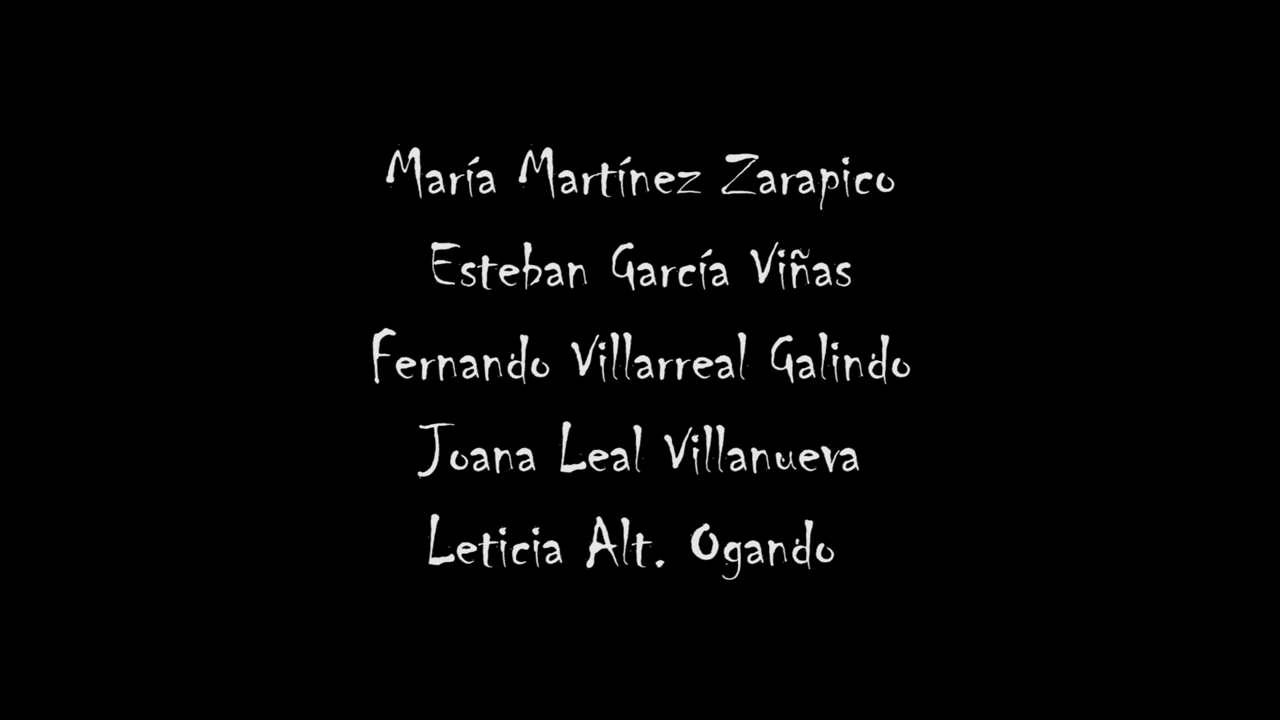 María Martínez Zarapico
Esteban García Viñas
Fernando Villarreal Galindo
Joana Leal Villanueva
Leticia Alt. Ogando